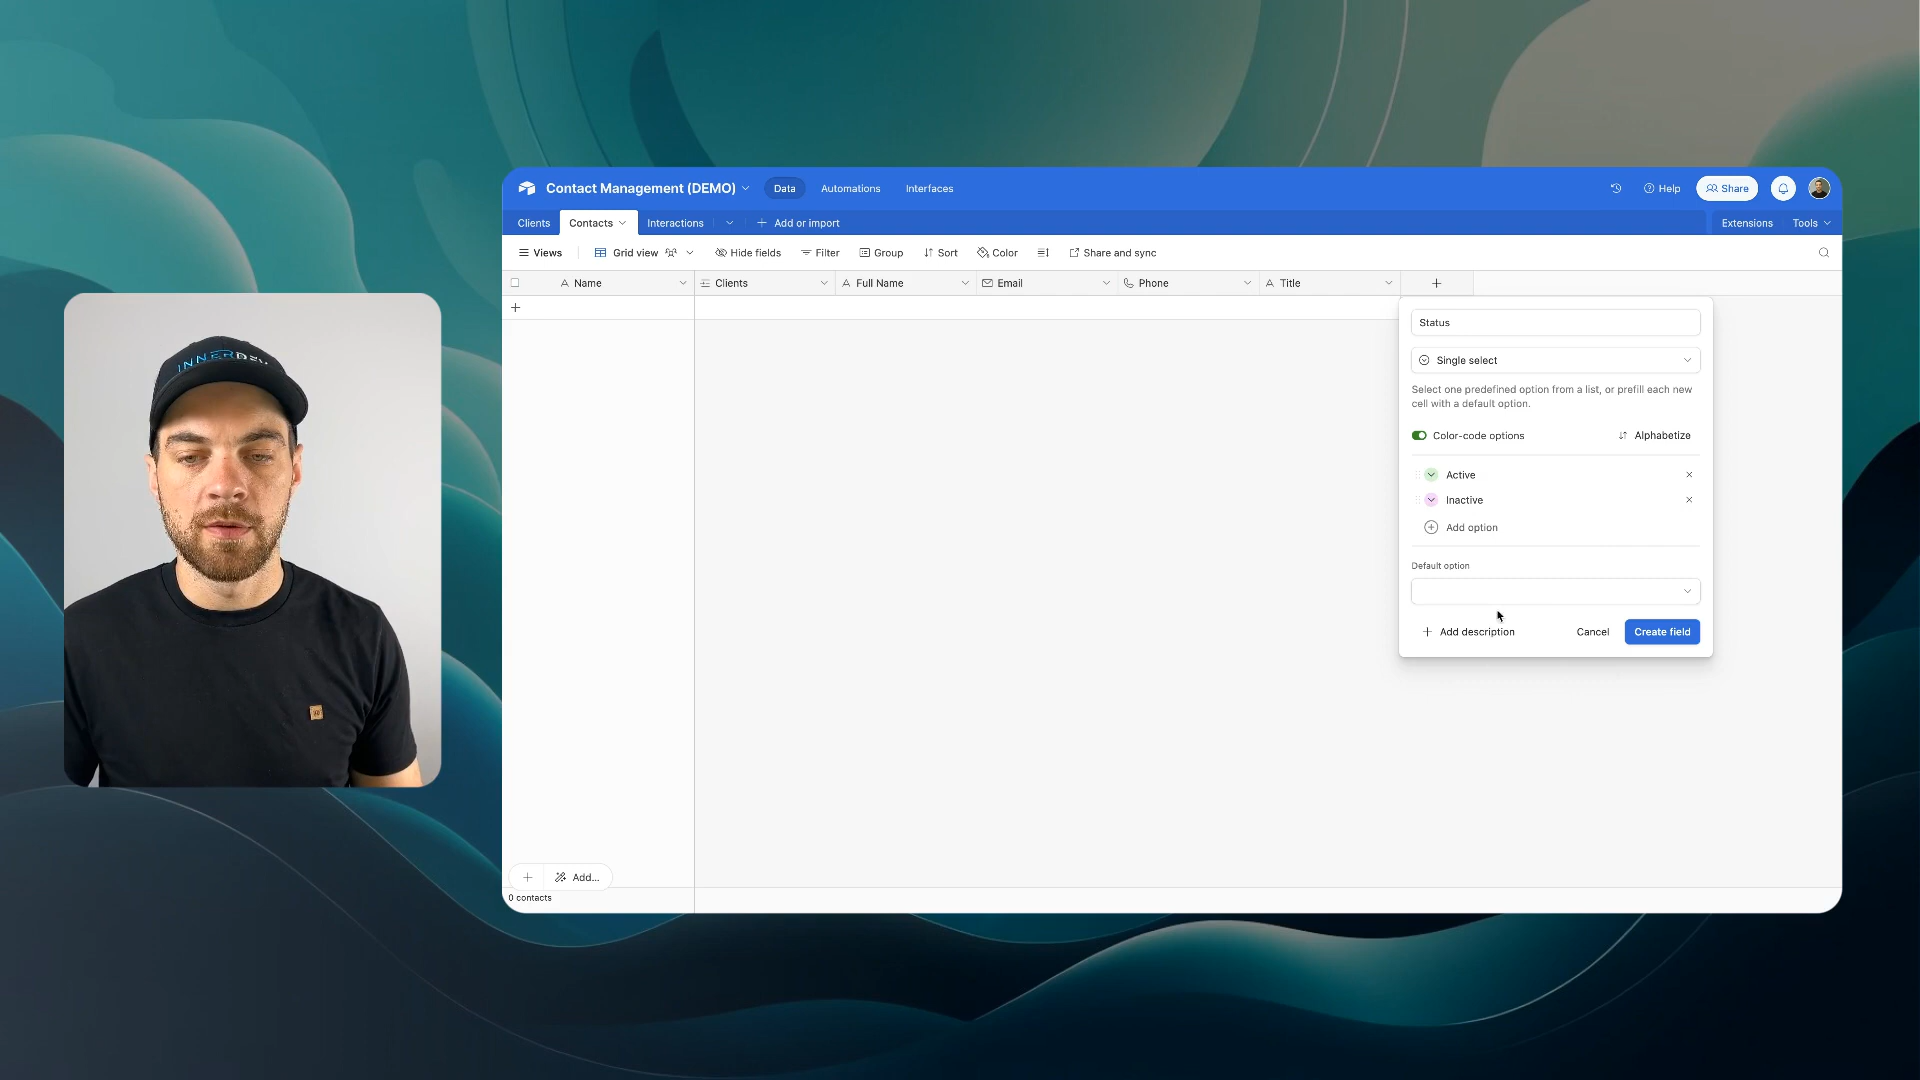 Contact Management (DEMO)
Data
Automations
Interfaces
Help
Share
Clients
Contacts
Interactions
Add or import
Extensions
Tools
Views
Grid view
Hide fields
Filter
Group
Sort
Color
Share and sync
Name
Clients
Full Name
Email
Phone
Title
Status
Single select
Select one predefined option from a list, or prefill each new
cell with a default option.
Color-code options
Alphabetize
Active
Inactive
Add option
Default option
Add description
Cancel
Create field
INNERDEV
Add...
0 contacts